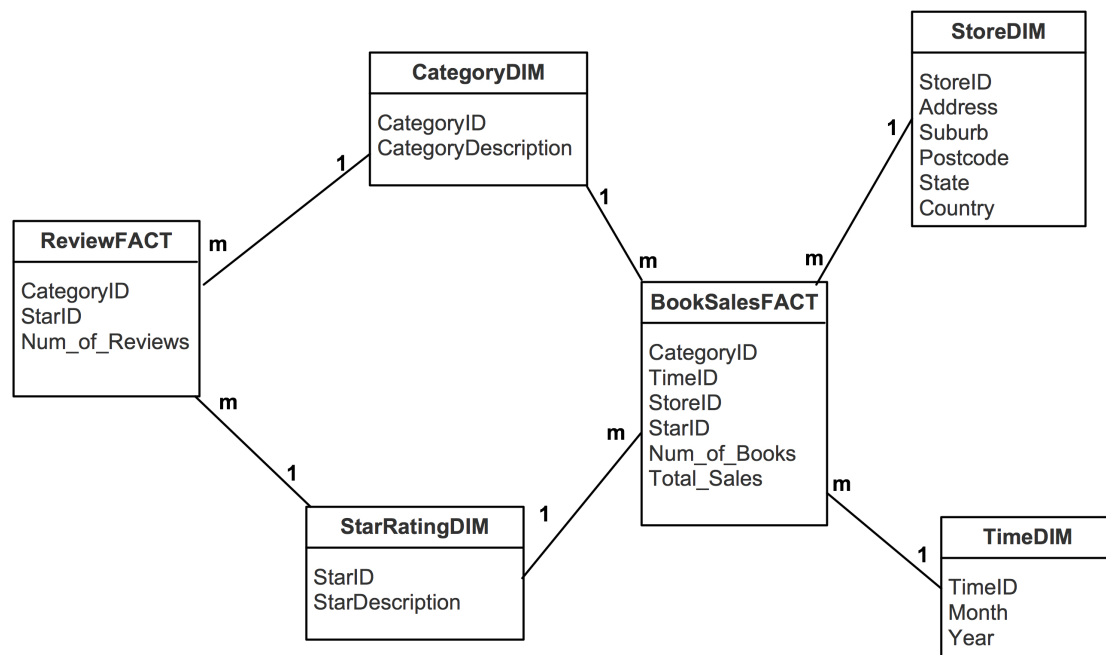 StoreDIM
StoreID
Address
Suburb
Postcode
State
Country
1
m
CategoryDIM
CategoryID
CategoryDescription
1
m
1
m
ReviewFACT
CategoryID
StarID
Num_of_Reviews
m
1
BookSalesFACT
CategoryID
TimeID
StoreID
StarID
Num_of_Books
Total_Sales
m
1
m
1
StarRatingDIM
StarID
StarDescription
TimeDIM
TimeID
Month
Year